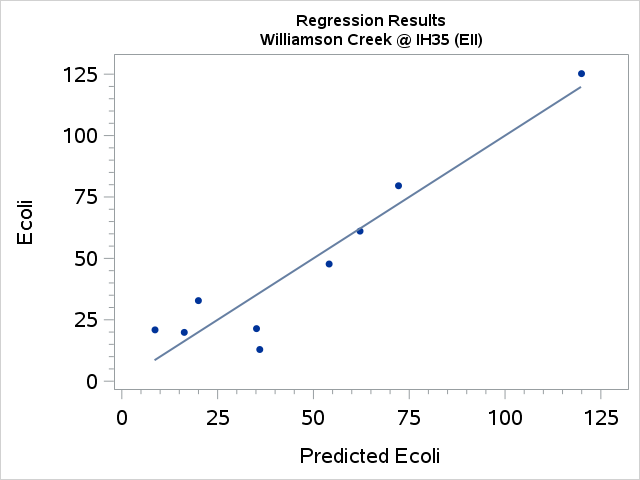 Regression Results
Williamson Creek @ IH35 (EII)
125
100
75
50
25
0
Ecoli
0 25 50 75 100 125
Predicted Ecoli